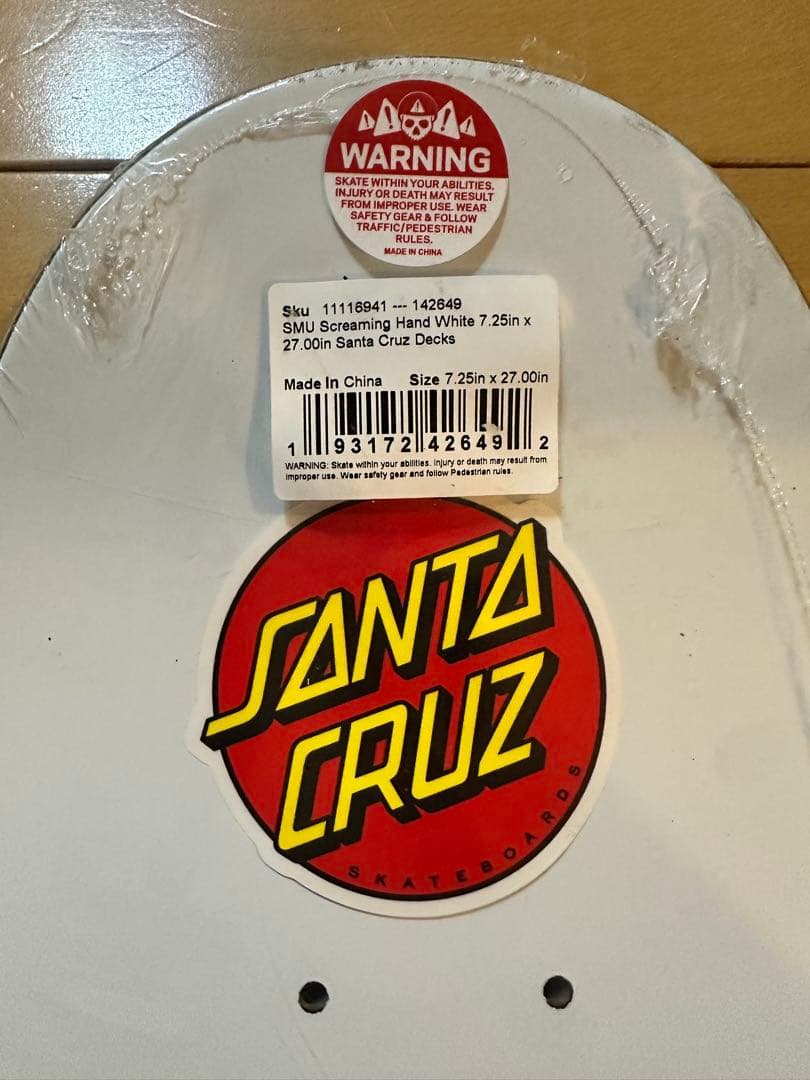 WARNING
SKATE WITHIN YOUR ABILITIES.
INJURY OR DEATH MAY RESULT
FROM IMPROPER USE. WEAR
SAFETY GEAR & FOLLOW
TRAFFIC/PEDESTRIAN
RULES.
MADE IN CHINA
Sku 11116941 --- 142649
SMU Screaming Hand White 7.25in x
27.00in Santa Cruz Decks
Made In China Size 7.25in x 27.00in
1 93172 42649 2
WARNING: Skate within your abilities. Injury or death may result from
improper use. Wear safety gear and follow Pedestrian rules.
SANTA
CRUZ
SKATEBOARDS